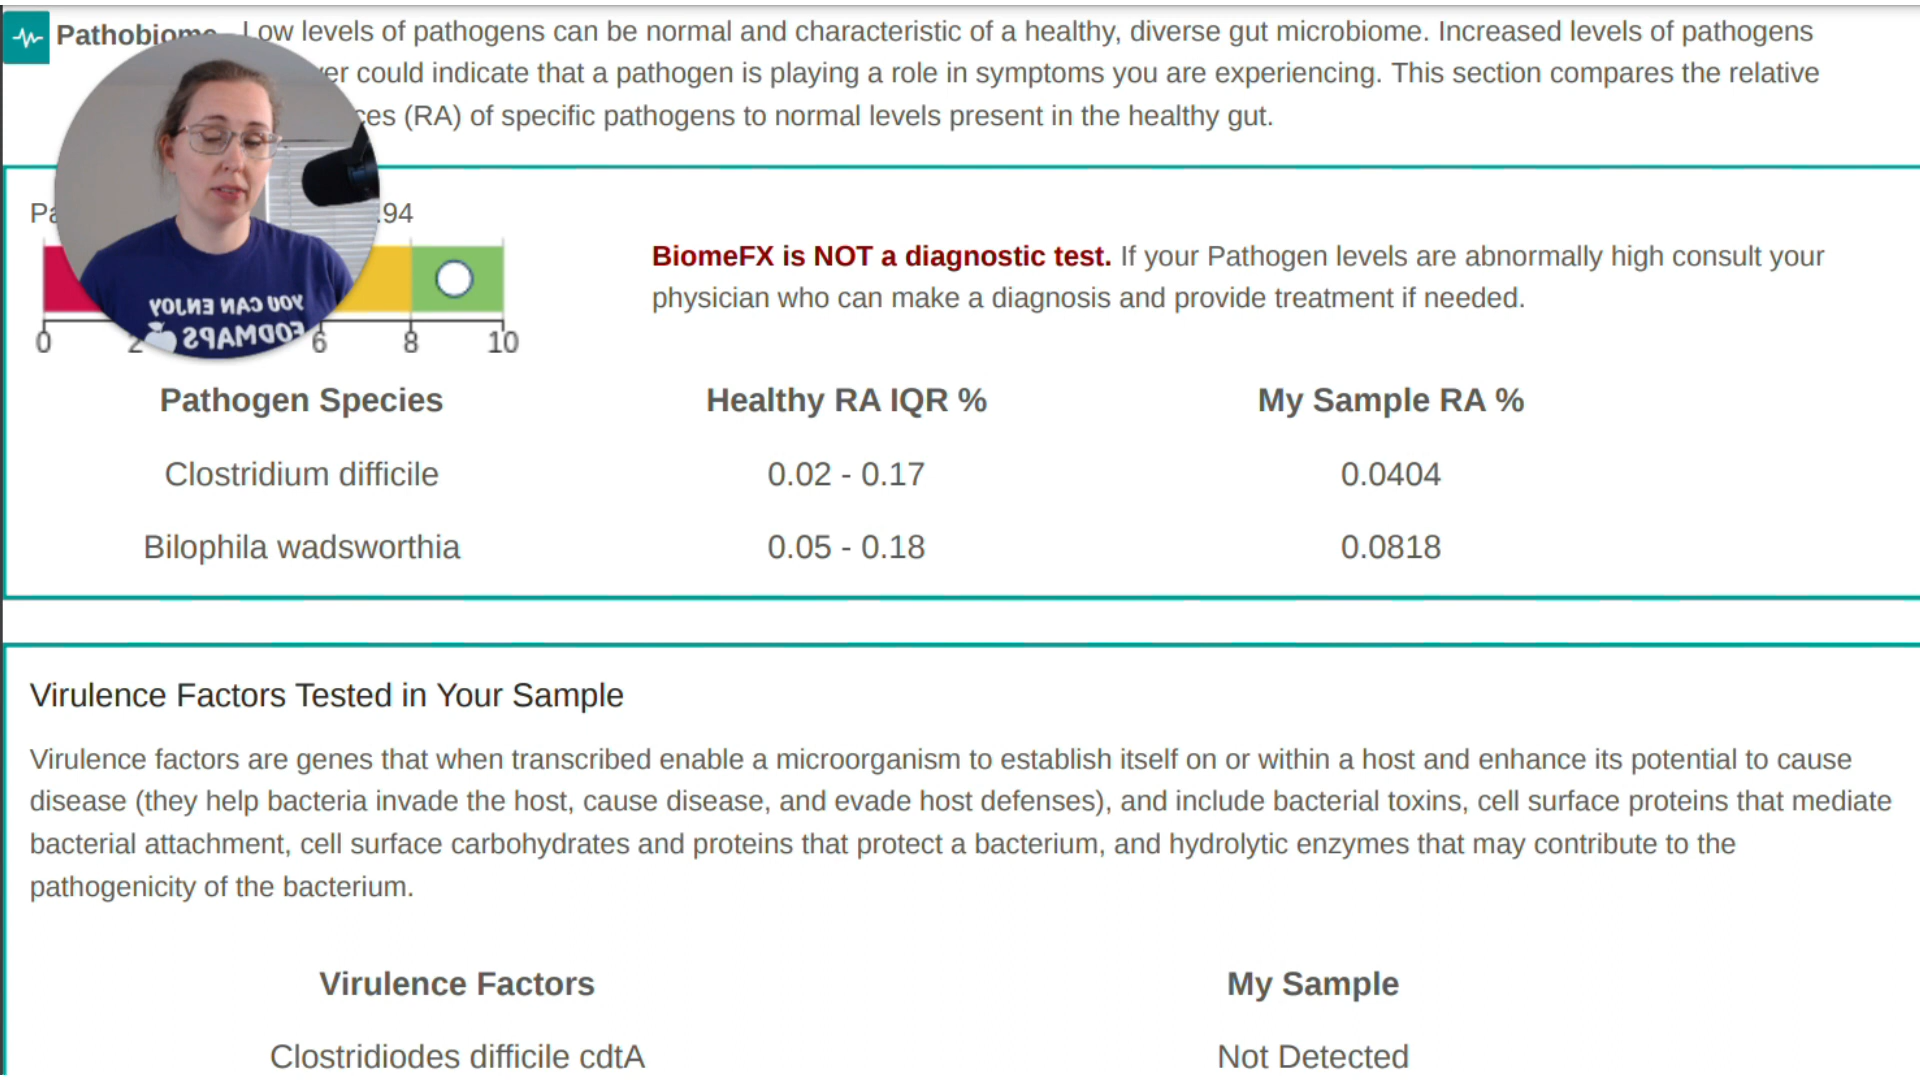 Pathobiome
Low levels of pathogens can be normal and characteristic of a healthy, diverse gut microbiome. Increased levels of pathogens
could indicate that a pathogen is playing a role in symptoms you are experiencing. This section compares the relative
(RA) of specific pathogens to normal levels present in the healthy gut.
.94
0 2 6 8 10
YOU CAN ENJOY
FODMAPS
BiomeFX is NOT a diagnostic test. If your Pathogen levels are abnormally high consult your
physician who can make a diagnosis and provide treatment if needed.
Pathogen Species Healthy RA IQR % My Sample RA %
Clostridium difficile 0.02 - 0.17 0.0404
Bilophila wadsworthia 0.05 - 0.18 0.0818
Virulence Factors Tested in Your Sample
Virulence factors are genes that when transcribed enable a microorganism to establish itself on or within a host and enhance its potential to cause
disease (they help bacteria invade the host, cause disease, and evade host defenses), and include bacterial toxins, cell surface proteins that mediate
bacterial attachment, cell surface carbohydrates and proteins that protect a bacterium, and hydrolytic enzymes that may contribute to the
pathogenicity of the bacterium.
Virulence Factors My Sample
Clostridiodes difficile cdtA Not Detected